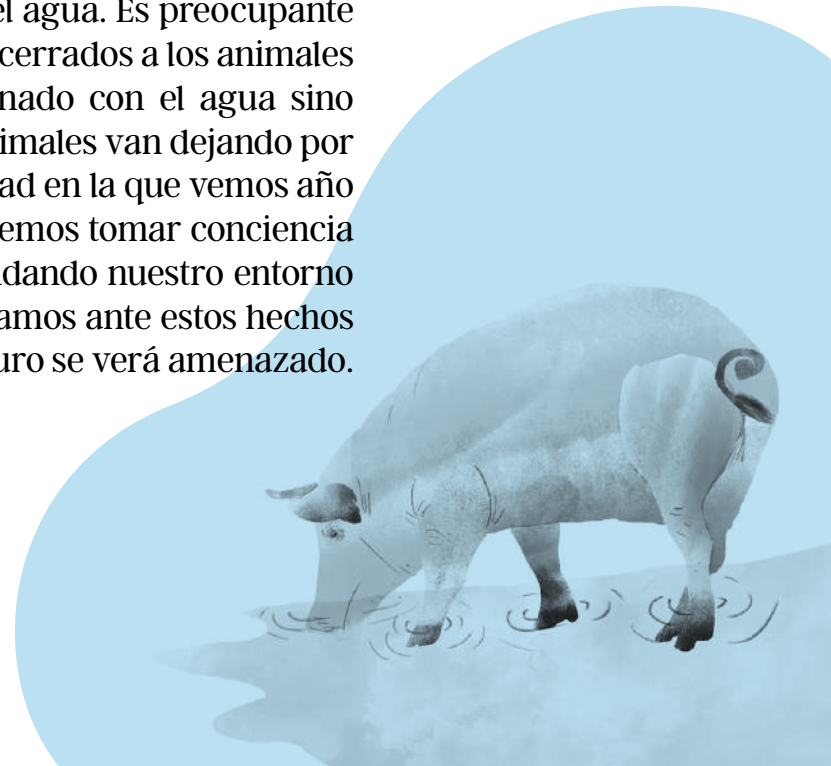 el agua. Es preocupante
cerrados a los animales
nado con el agua sino
imales van dejando por
ad en la que vemos año
emos tomar conciencia
dando nuestro entorno
amos ante estos hechos
uro se verá amenazado.